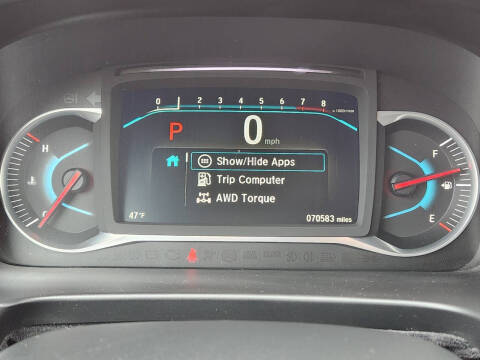 0 1 2 3 4 5 6 7 8
H
F
P
0 mph
Show/Hide Apps
Trip Computer
AWD Torque
C
E
47°F
070583 miles